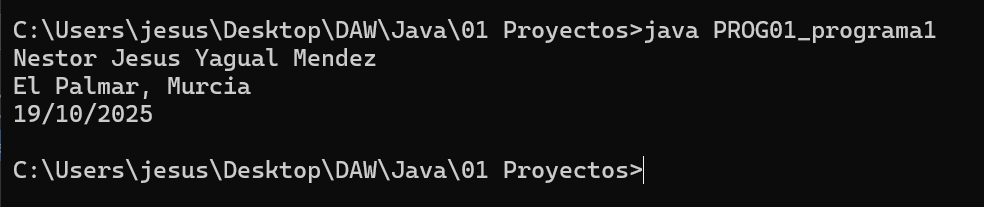 C:\Users\jesus\Desktop\DAW\Java\01 Proyectos>java PROG01_programa1
Nestor Jesus Yagual Mendez
El Palmar, Murcia
19/10/2025
C:\Users\jesus\Desktop\DAW\Java\01 Proyectos>